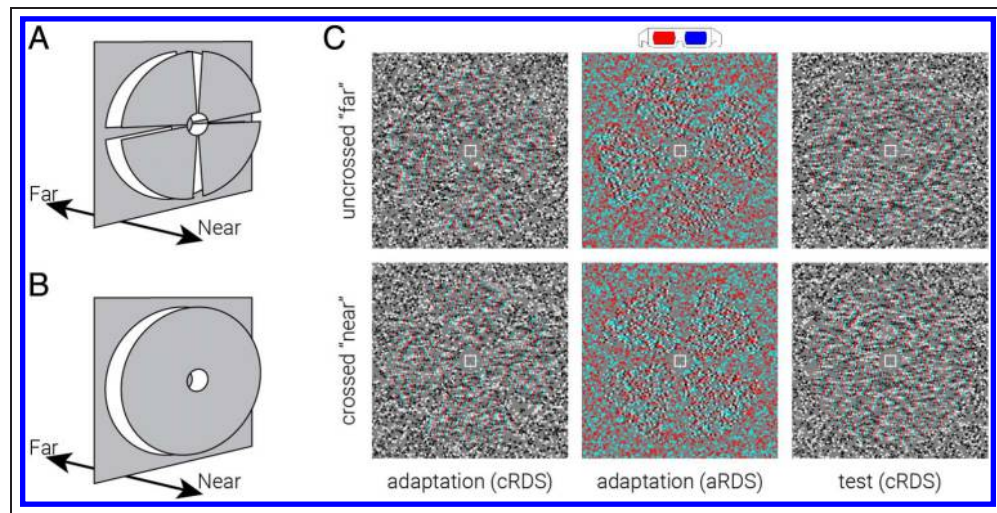 A
Far
Near
B
Far
Near
C
uncrossed "far"
crossed "near"
adaptation (cRDS)
adaptation (aRDS)
test (cRDS)